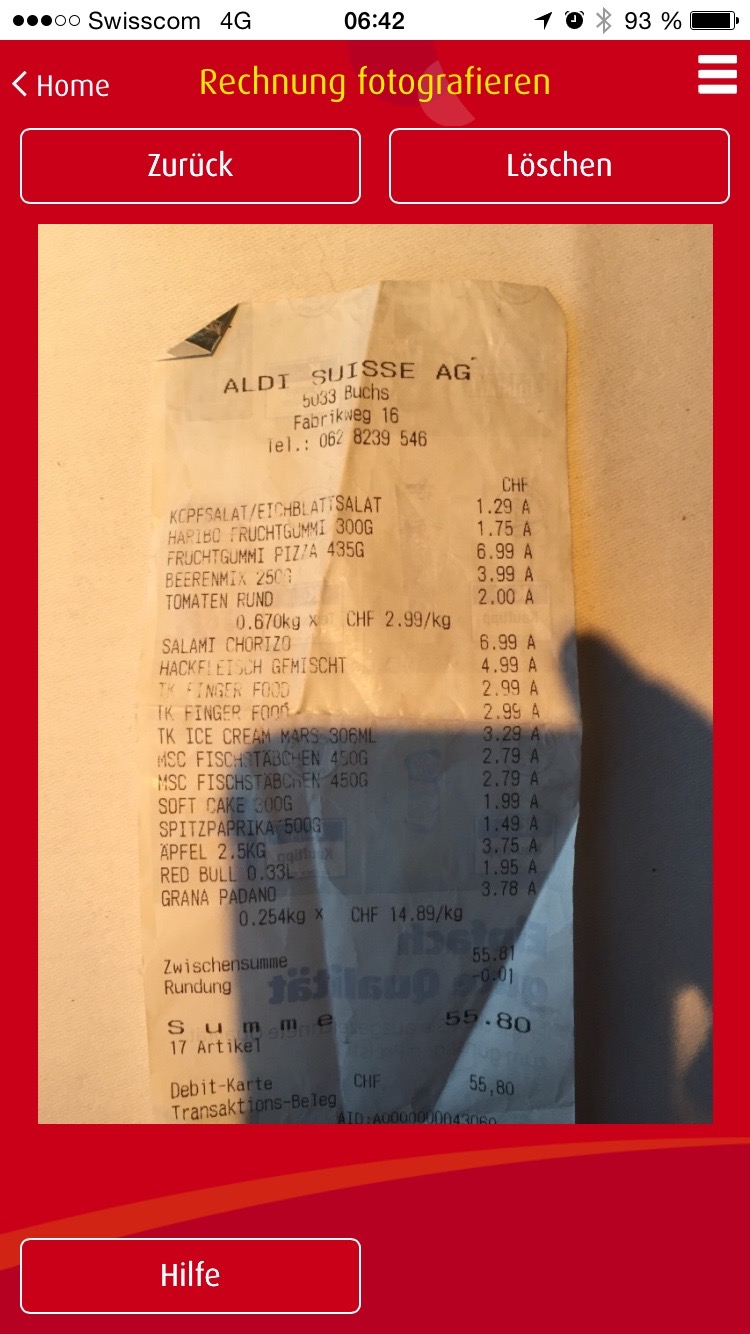 Swisscom 4G 06:42 93 %
Home Rechnung fotografieren
Zurück Löschen
ALDI SUISSE AG
5033 Buchs
Fabrikweg 16
Tel.: 062 8239 546
CHF
KOPFSALAT/EICHBLATTSALAT 1.29 A
HARIBO FRUCHTGUMMI 300G 1.75 A
FRUCHTGUMMI PIZZA 435G 6.99 A
BEERENMIX 250G 3.99 A
TOMATEN RUND 2.00 A
0.670kg x CHF 2.99/kg
SALAMI CHORIZO 6.99 A
HACKFLEISCH GEMISCHT 4.99 A
TK FINGER FOOD 2.99 A
TK FINGER FOOD 2.99 A
TK ICE CREAM MARS 306ML 3.29 A
MSC FISCHSTÄBCHEN 450G 2.79 A
MSC FISCHSTÄBCHEN 450G 2.79 A
SOFT CAKE 300G 1.99 A
SPITZPAPRIKA 500G 1.49 A
ÄPFEL 2.5KG 3.75 A
RED BULL 0.33L 1.95 A
GRANA PADANO 3.78 A
0.254kg x CHF 14.89/kg
Zwischensumme 55.81
Rundung -0.01
Summe 55.80
17 Artikel
Debit-Karte CHF 55,80
Transaktions-Beleg
Hilfe